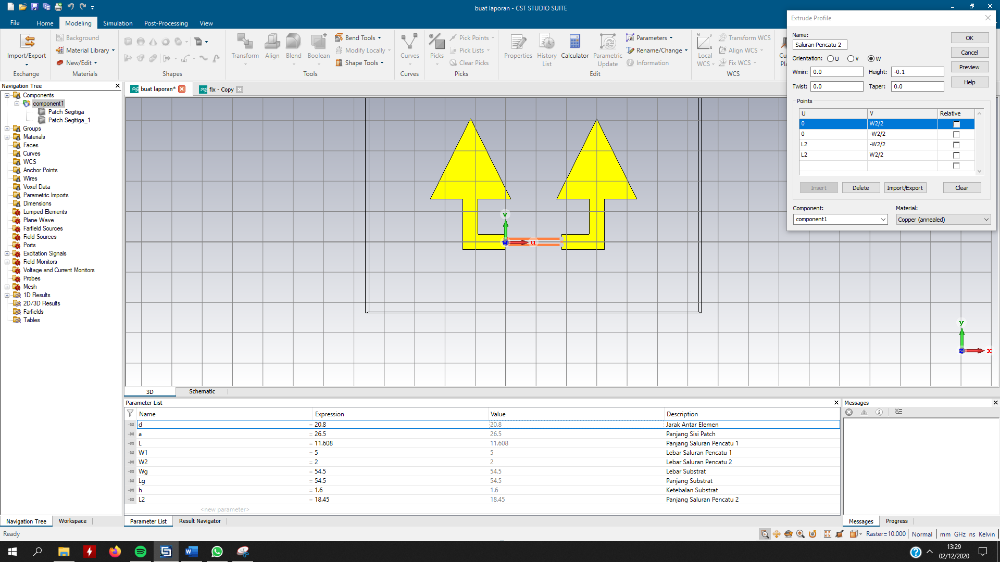 buat laporan - CST STUDIO SUITE
File Home Modeling Simulation Post-Processing View
Import/Export
Exchange
Background
Material Library
New/Edit
Materials
Shapes
Transform
Align
Blend
Boolean
Bend Tools
Modify Locally
Shape Tools
Tools
Curves
Curves
Picks
Pick Points
Pick Lists
Clear Picks
Picks
Properties
History List
Calculator
Parametric Update
Parameters
Rename/Change
Information
Edit
Local WCS
Transform WCS
Align WCS
Fix WCS
WCS
Extrude Profile
Name:
Saluran Pencatu 2
Orientation: U V W
Wmin: 0.0 Height: -0.1
Twist: 0.0 Taper: 0.0
OK
Cancel
Preview
Help
Points
U V Relative
0 W2/2
0 -W2/2
L2 -W2/2
L2 W2/2
Insert Delete Import/Export Clear
Component: Material:
component1 Copper (annealed)
Navigation Tree
Components
component1
Patch Segitiga
Patch Segitiga_1
Groups
Materials
Faces
Curves
WCS
Anchor Points
Wires
Voxel Data
Parametric Imports
Dimensions
Lumped Elements
Plane Wave
Farfield Sources
Field Sources
Ports
Excitation Signals
Field Monitors
Voltage and Current Monitors
Probes
Mesh
1D Results
2D/3D Results
Farfields
Tables
Navigation Tree Workspace
buat laporan* fix - Copy
v
w u
y
z x
3D Schematic
Parameter List
Name Expression Value Description
d = 20.8 20.8 Jarak Antar Elemen
a = 26.5 26.5 Panjang Sisi Patch
L = 11.608 11.608 Panjang Saluran Pencatu 1
W1 = 5 5 Lebar Saluran Pencatu 1
W2 = 2 2 Lebar Saluran Pencatu 2
Wg = 54.5 54.5 Lebar Substrat
Lg = 54.5 54.5 Panjang Substrat
h = 1.6 1.6 Ketebalan Substrat
L2 = 18.45 18.45 Panjang Saluran Pencatu 2
<new parameter>
Parameter List Result Navigator
Messages
Messages Progress
Ready
Raster=10.000 Normal mm GHz ns Kelvin
13:29
02/12/2020